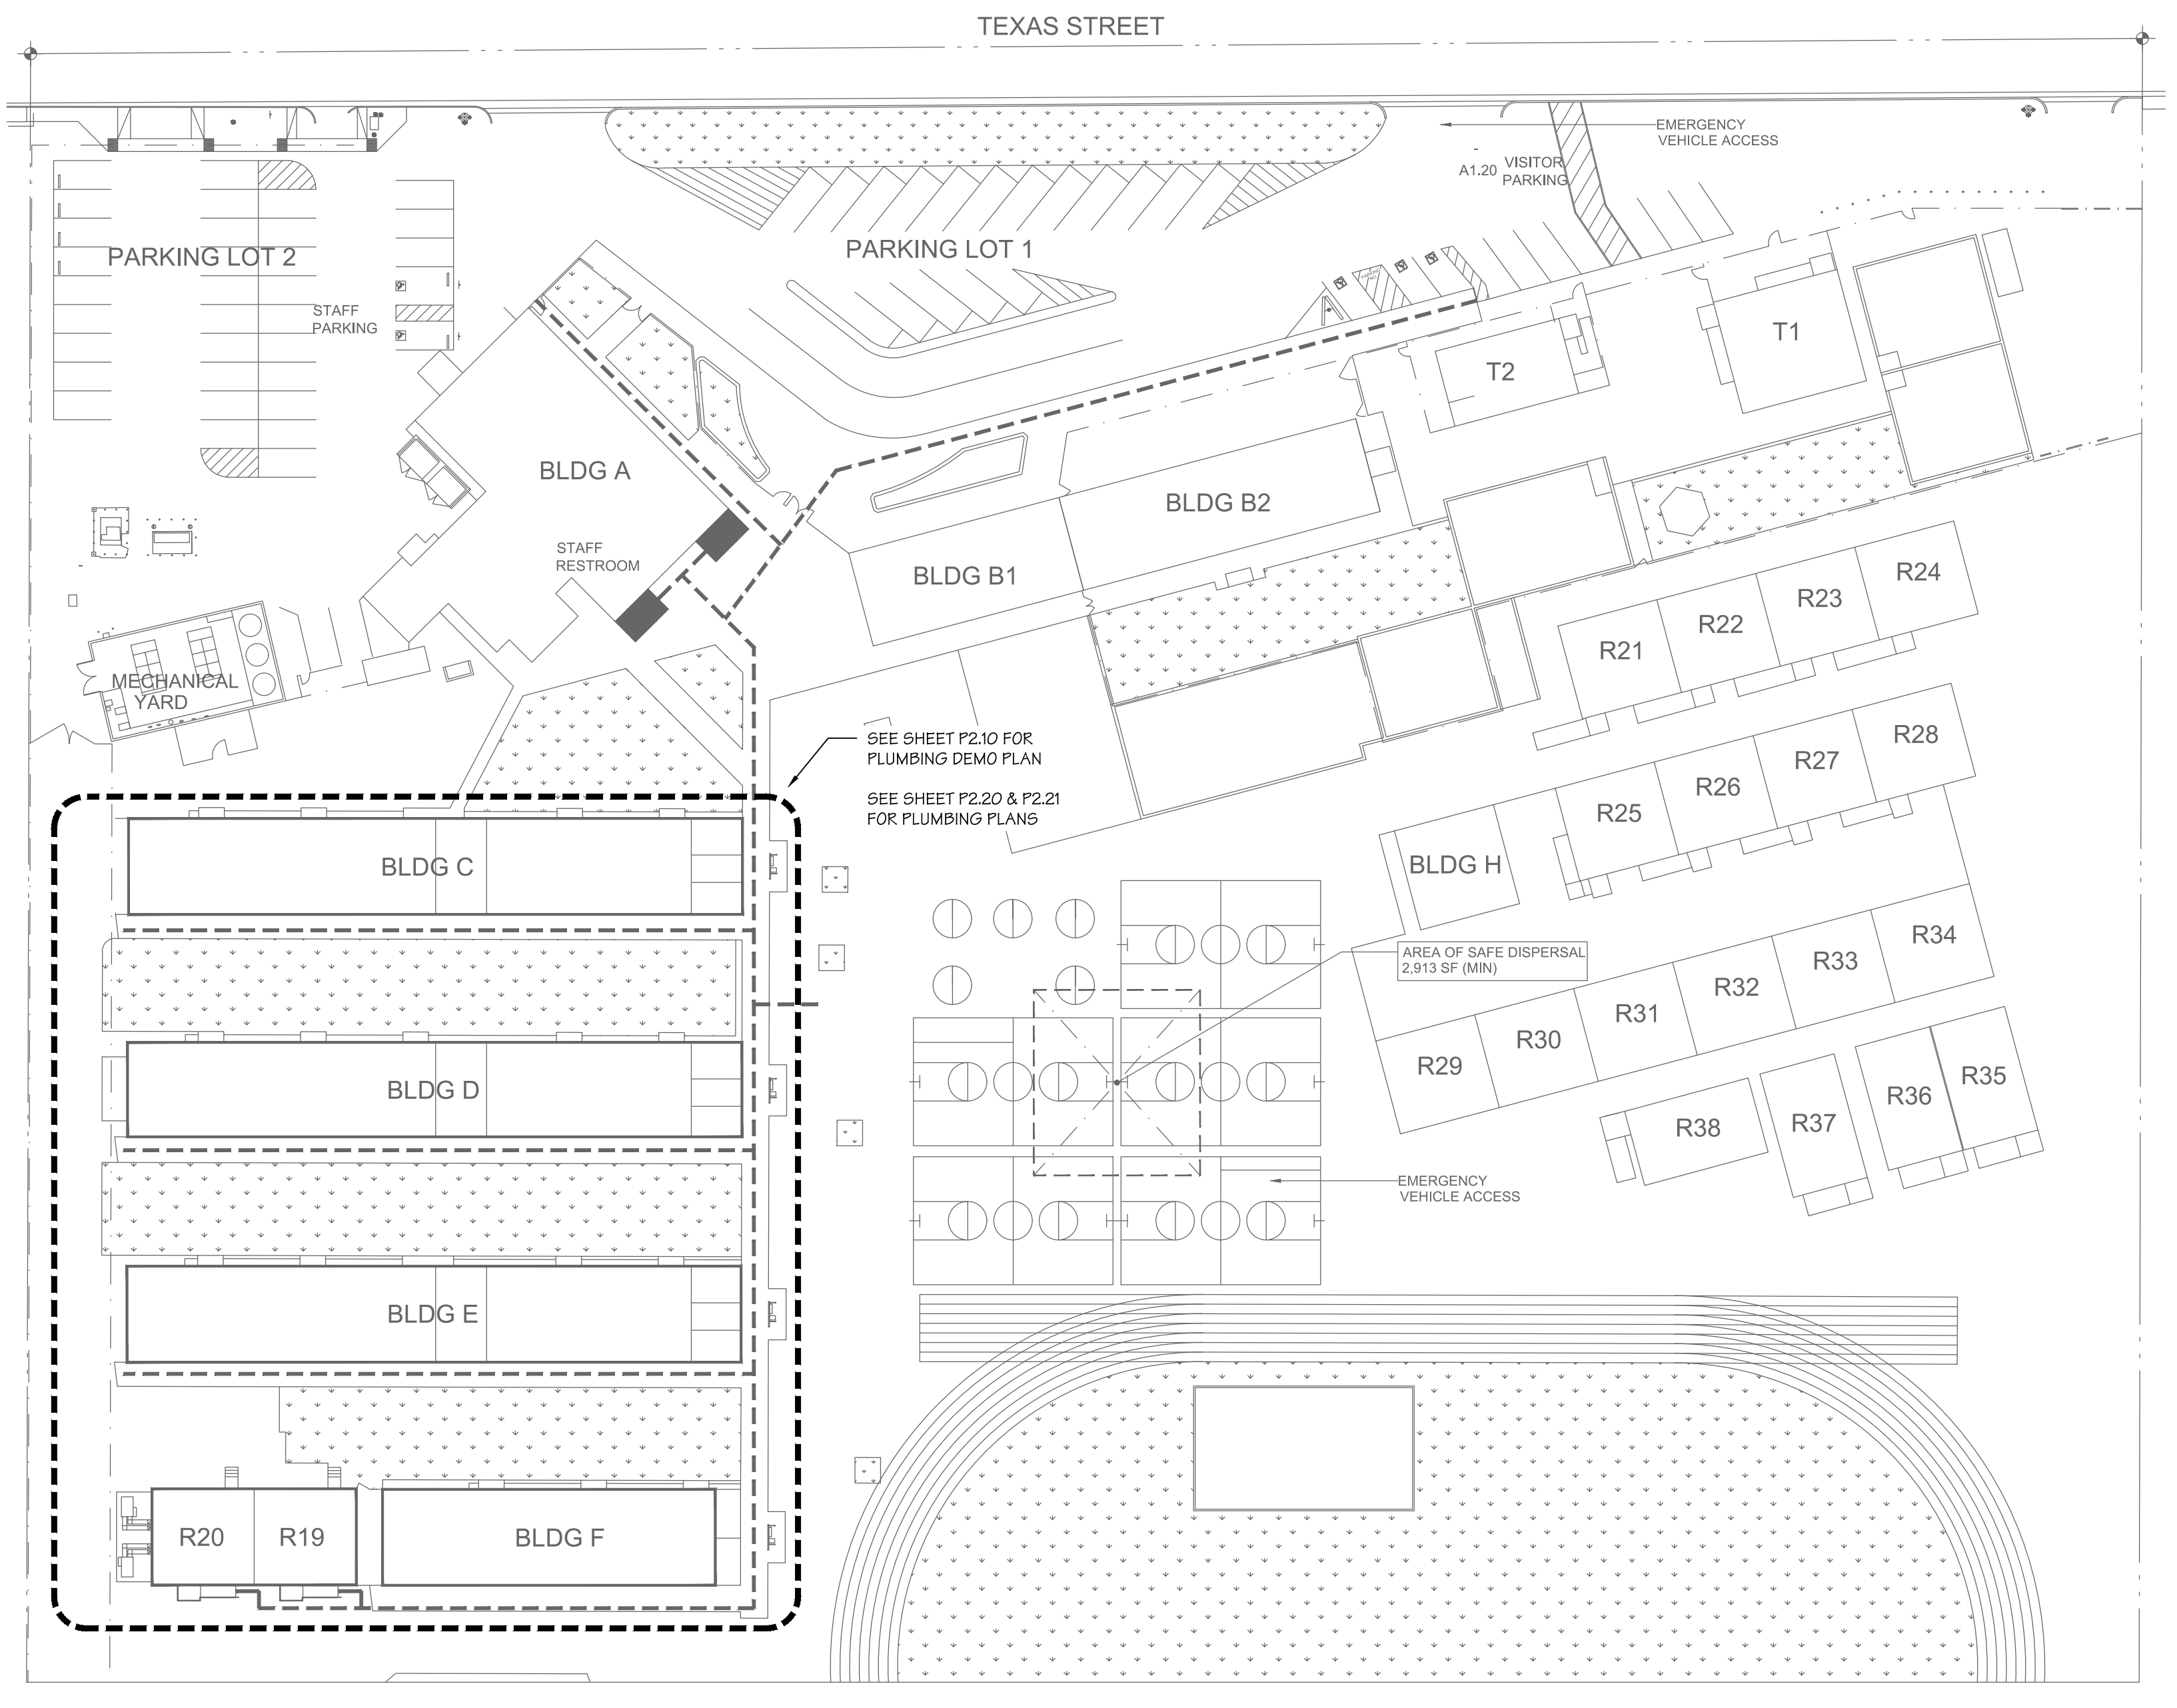 TEXAS STREET
EMERGENCY
VEHICLE ACCESS
VISITOR
A1.20
PARKING
PARKING LOT 2
PARKING LOT 1
STAFF
PARKING
T1
T2
BLDG A
BLDG B2
STAFF
RESTROOM
BLDG B1
R24
R23
R22
R21
MECHANICAL
YARD
SEE SHEET P2.10 FOR
PLUMBING DEMO PLAN
SEE SHEET P2.20 & P2.21
FOR PLUMBING PLANS
R28
R27
R26
R25
BLDG H
BLDG C
AREA OF SAFE DISPERSAL
2,913 SF (MIN)
R34
R33
R32
R31
R30
R29
BLDG D
R35
R36
R37
R38
EMERGENCY
VEHICLE ACCESS
BLDG E
R20
R19
BLDG F